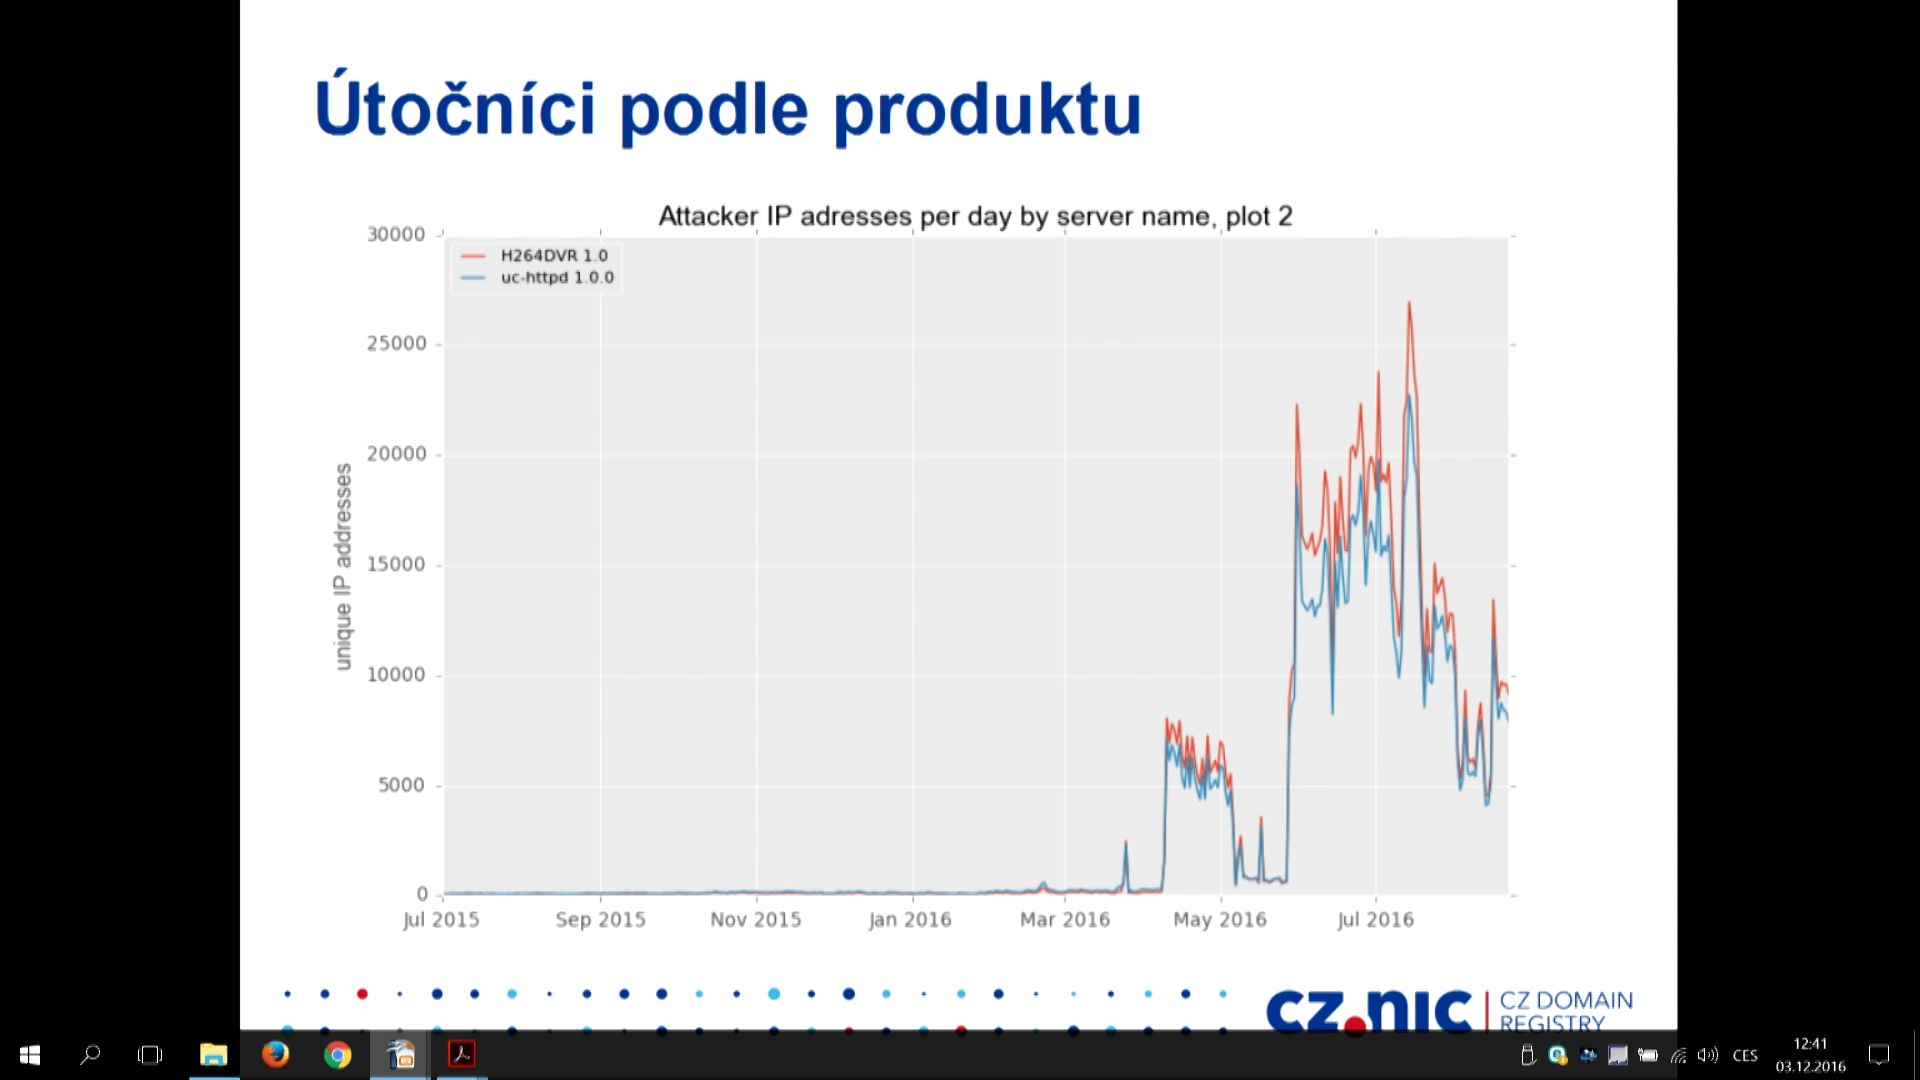 Útočníci podle produktu
Attacker IP adresses per day by server name, plot 2
30000
H264DVR 1.0
uc-httpd 1.0.0
25000
20000
15000
10000
5000
0
unique IP addresses
Jul 2015 Sep 2015 Nov 2015 Jan 2016 Mar 2016 May 2016 Jul 2016
CZ.NIC CZ DOMAIN
REGISTRY
CES
12:41
03.12.2016